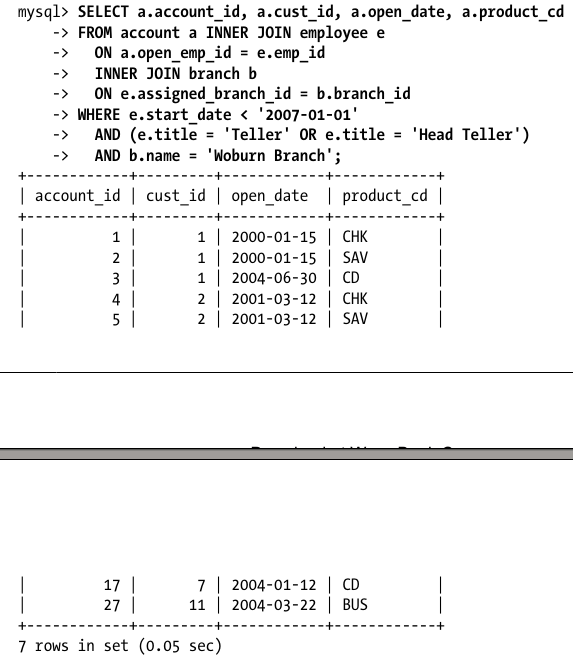 mysql> SELECT a.account_id, a.cust_id, a.open_date, a.product_cd
    -> FROM account a INNER JOIN employee e
    ->   ON a.open_emp_id = e.emp_id
    ->   INNER JOIN branch b
    ->   ON e.assigned_branch_id = b.branch_id
    -> WHERE e.start_date < '2007-01-01'
    ->   AND (e.title = 'Teller' OR e.title = 'Head Teller')
    ->   AND b.name = 'Woburn Branch';
+------------+---------+------------+------------+
| account_id | cust_id | open_date  | product_cd |
+------------+---------+------------+------------+
|          1 |       1 | 2000-01-15 | CHK        |
|          2 |       1 | 2000-01-15 | SAV        |
|          3 |       1 | 2004-06-30 | CD         |
|          4 |       2 | 2001-03-12 | CHK        |
|          5 |       2 | 2001-03-12 | SAV        |
|         17 |       7 | 2004-01-12 | CD         |
|         27 |      11 | 2004-03-22 | BUS        |
+------------+---------+------------+------------+
7 rows in set (0.05 sec)